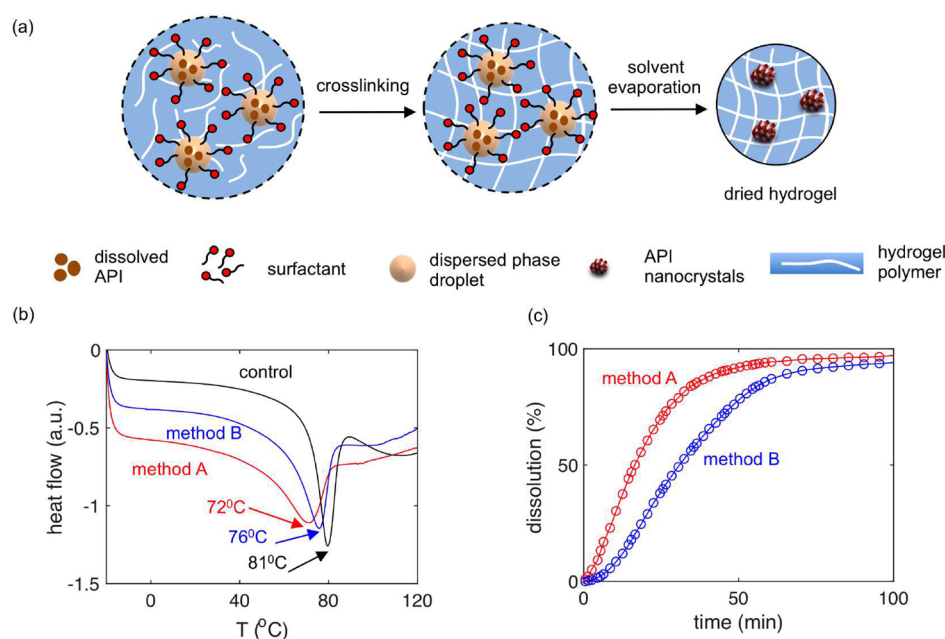 (a)
crosslinking
solvent
evaporation
dried hydrogel
dissolved
API
surfactant
dispersed phase
droplet
API
nanocrystals
hydrogel
polymer
(b)
0
-0.5
-1
-1.5
heat flow (a.u.)
control
method B
method A
72⁰C
76⁰C
81⁰C
0
40
80
120
T (⁰C)
(c)
100
50
0
dissolution (%)
method A
method B
0
50
100
time (min)